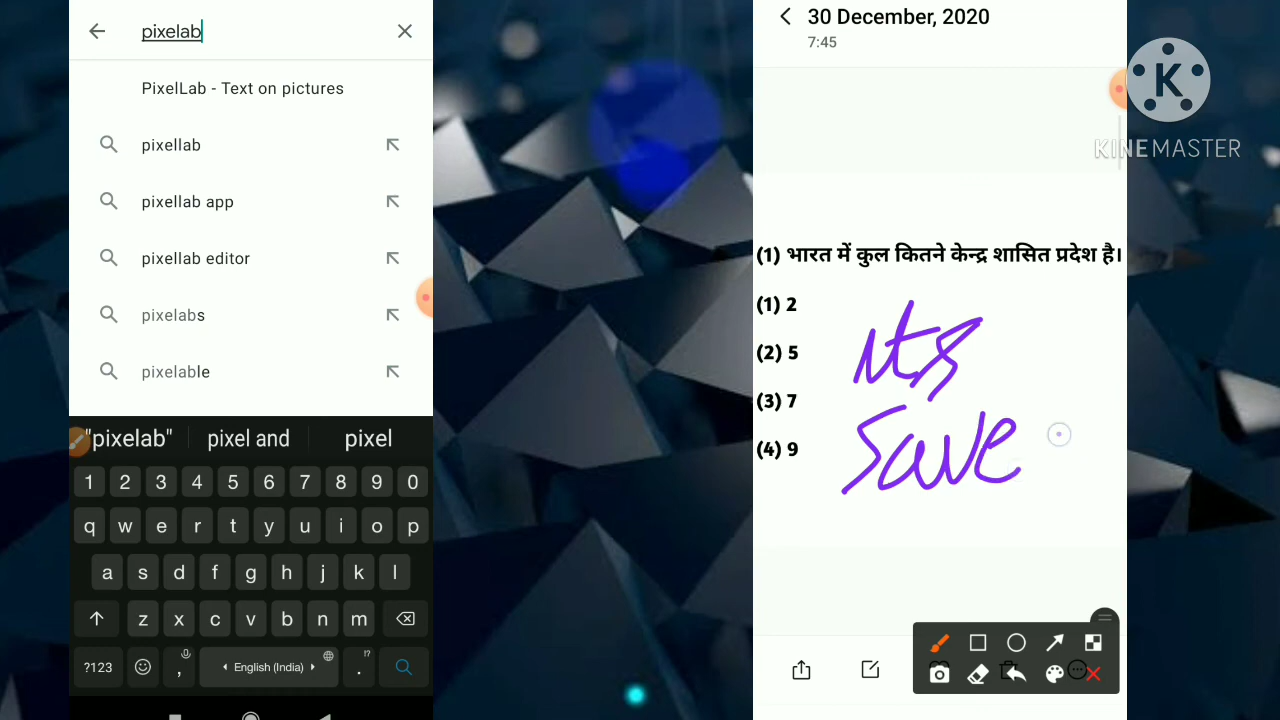 pixelab
PixelLab - Text on pictures
pixellab
pixellab app
pixellab editor
pixelabs
pixelable
"pixelab" pixel and pixel
1 2 3 4 5 6 7 8 9 0
q w e r t y u i o p
a s d f g h j k l
z x c v b n m
?123 , English (India) . !?
30 December, 2020
7:45
K
KINEMASTER
(1) भारत में कुल कितने केन्द्र शासित प्रदेश है।
(1) 2
(2) 5
(3) 7
(4) 9
Save